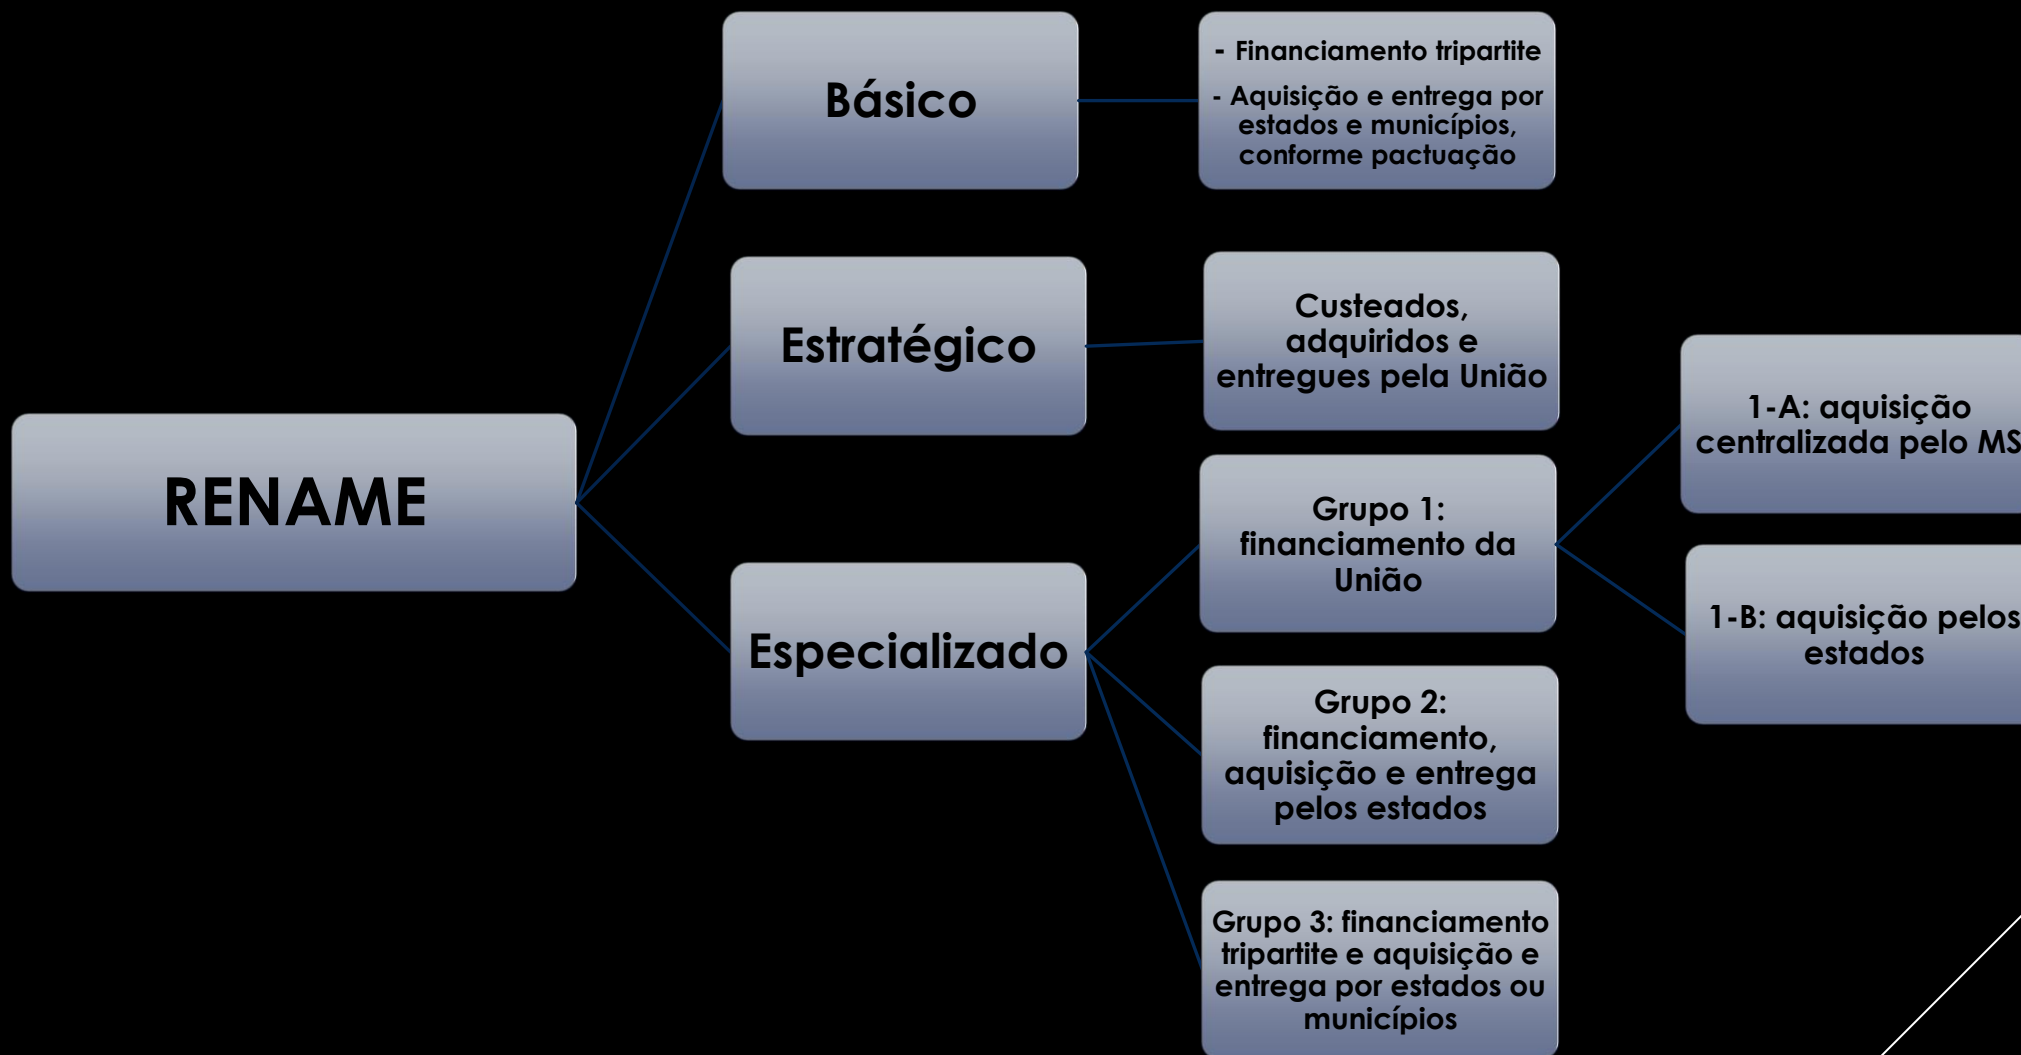 RENAME
Básico
- Financiamento tripartite
- Aquisição e entrega por
estados e municípios,
conforme pactuação
Estratégico
Custeados,
adquiridos e
entregues pela União
Especializado
Grupo 1:
financiamento da
União
1-A: aquisição
centralizada pelo MS
1-B: aquisição pelos
estados
Grupo 2:
financiamento,
aquisição e entrega
pelos estados
Grupo 3: financiamento
tripartite e aquisição e
entrega por estados ou
municípios